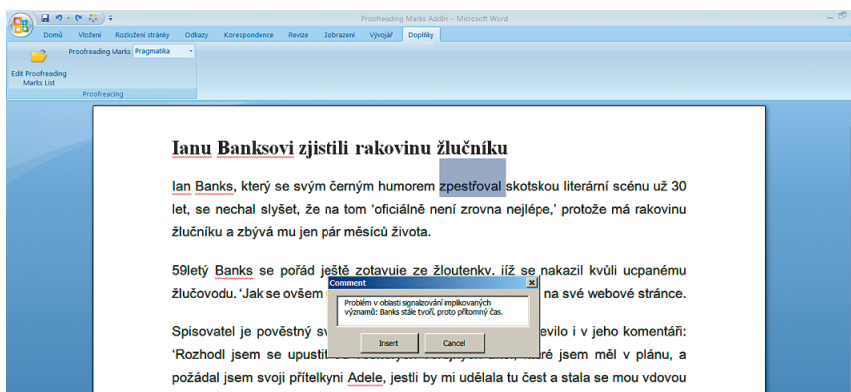 Proofreading Marks AddIn - Microsoft Word
Domů Vložení Rozložení stránky Odkazy Korespondence Revize Zobrazení Vývojář Doplňky
Proofreading Marks Pragmatika
Edit Proofreading
Marks List
Proofreacing
Ianu Banksovi zjistili rakovinu žlučníku
Ian Banks, který se svým černým humorem zpestřoval skotskou literární scénu už 30
let, se nechal slyšet, že na tom ‘oficiálně není zrovna nejlépe,’ protože má rakovinu
žlučníku a zbývá mu jen pár měsíců života.
59letý Banks se pořád ještě zotavuje ze žloutenky, jíž se nakazil kvůli ucpanému
Comment
žlučovodu. ‘Jak se ovšem na své webové stránce.
Problém v oblasti signalizování implikovaných
významů: Banks stále tvoří, proto přítomný čas.
Insert Cancel
Spisovatel je pověstný evilo i v jeho komentáři:
‘Rozhodl jsem se upustit které jsem měl v plánu, a
požádal jsem svoji přítelkyni Adele, jestli by mi udělala tu čest a stala se mou vdovou